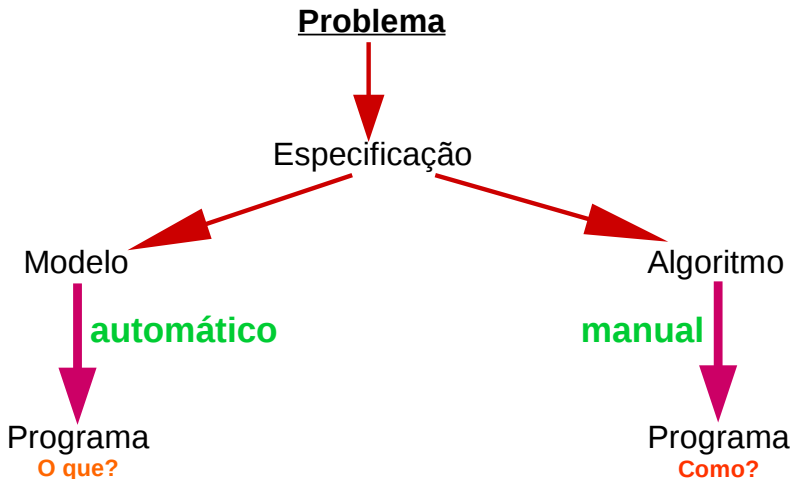 Problema
Especificação
Modelo
Algoritmo
automático
manual
Programa
Programa
O que?
Como?